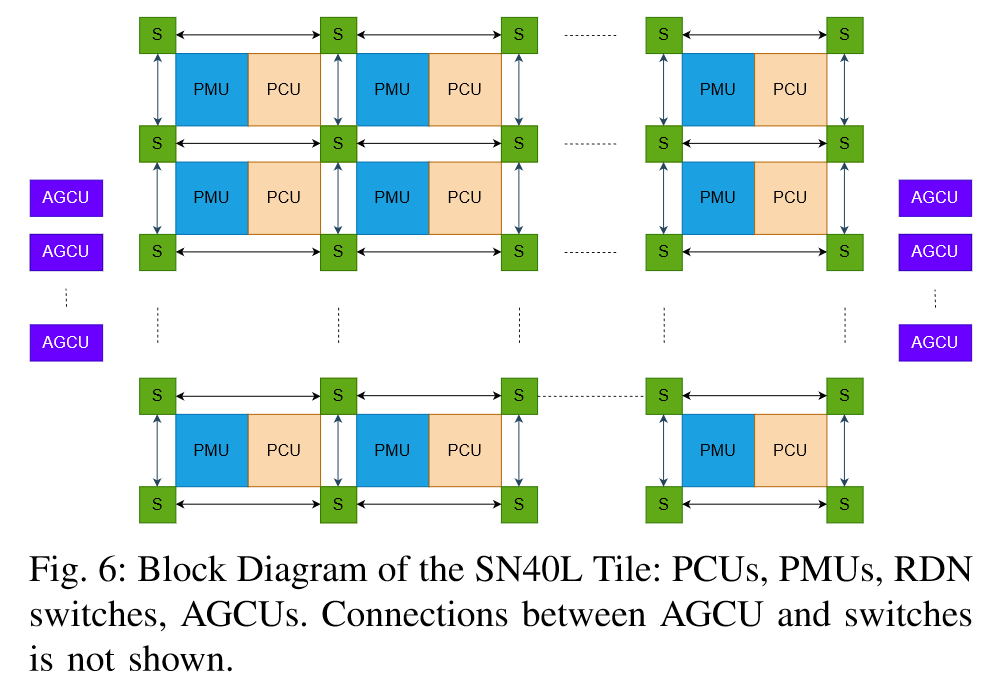 S S S S S
PMU PCU PMU PCU PMU PCU
S S S S S
AGCU PMU PCU PMU PCU PMU PCU AGCU
AGCU S S S S S AGCU
AGCU AGCU
S S S S S
PMU PCU PMU PCU PMU PCU
S S S S S
Fig. 6: Block Diagram of the SN40L Tile: PCUs, PMUs, RDN
switches, AGCUs. Connections between AGCU and switches
is not shown.